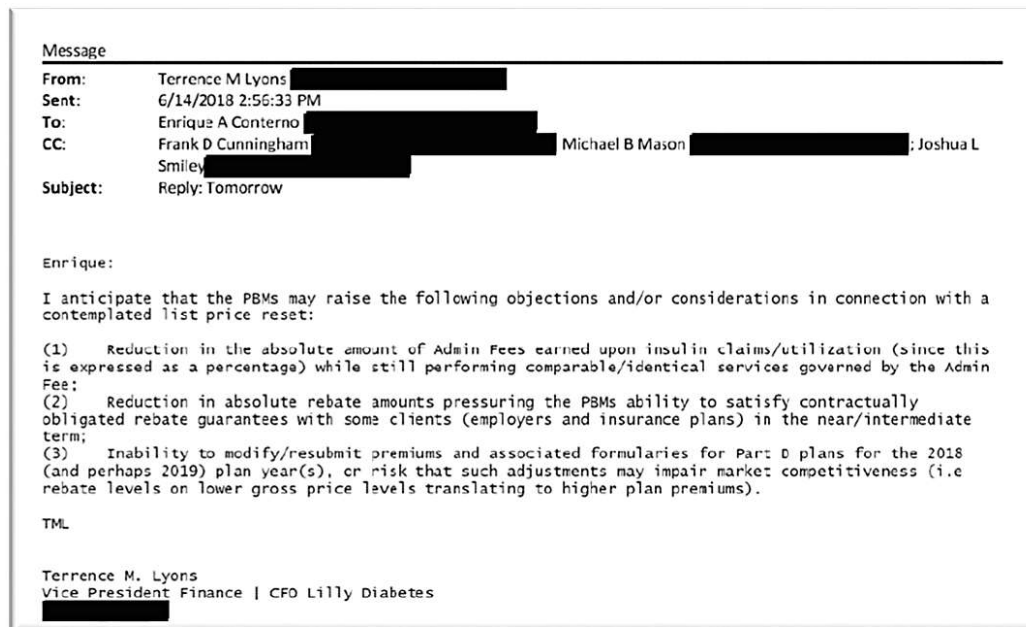 Message
From: Terrence M Lyons
Sent: 6/14/2018 2:56:33 PM
To: Enrique A Conterno
CC: Frank D Cunningham Michael B Mason ; Joshua L
Smiley
Subject: Reply: Tomorrow
Enrique:
I anticipate that the PBMs may raise the following objections and/or considerations in connection with a
contemplated list price reset:
(1) Reduction in the absolute amount of Admin Fees earned upon insulin claims/utilization (since this
is expressed as a percentage) while still performing comparable/identical services governed by the Admin
Fee;
(2) Reduction in absolute rebate amounts pressuring the PBMs ability to satisfy contractually
obligated rebate guarantees with some clients (employers and insurance plans) in the near/intermediate
term;
(3) Inability to modify/resubmit premiums and associated formularies for Part D plans for the 2018
(and perhaps 2019) plan year(s), or risk that such adjustments may impair market competitiveness (i.e
rebate levels on lower gross price levels translating to higher plan premiums).
TML
Terrence M. Lyons
Vice President Finance | CFO Lilly Diabetes